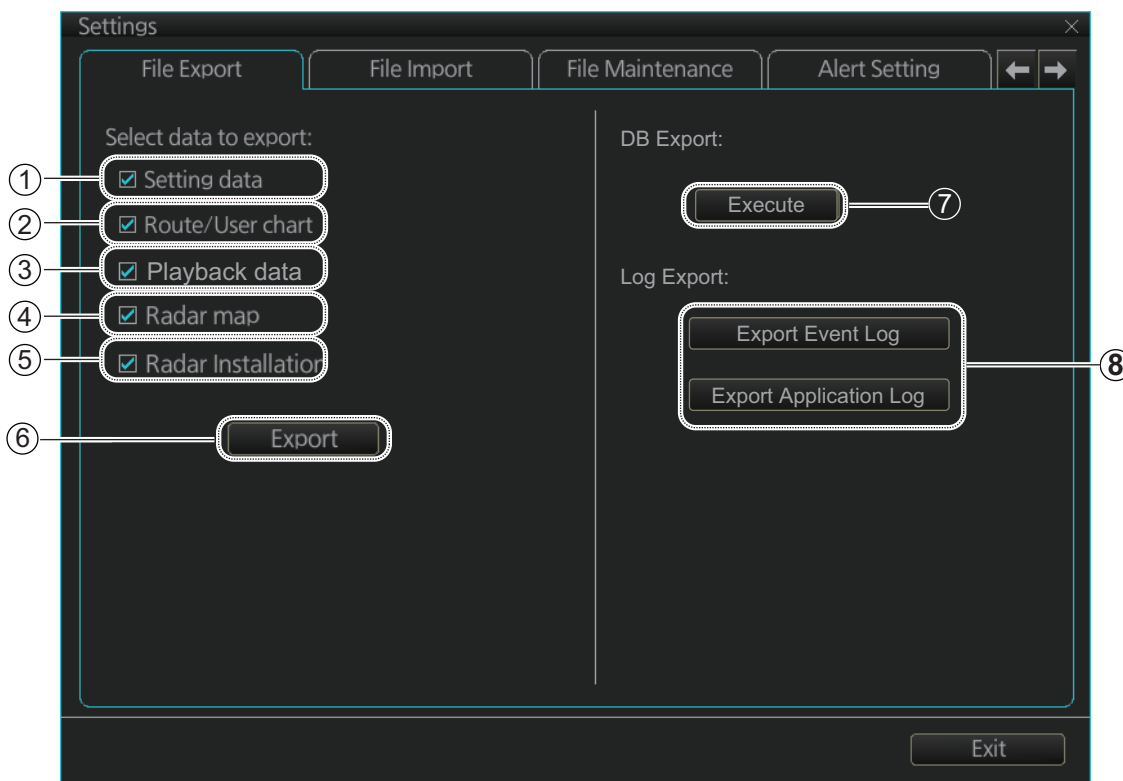 Settings
File Export
File Import
File Maintenance
Alert Setting
Select data to export:
① Setting data
② Route/User chart
③ Playback data
④ Radar map
⑤ Radar Installation
⑥ Export
DB Export:
Execute ⑦
Log Export:
Export Event Log
Export Application Log
⑧
Exit